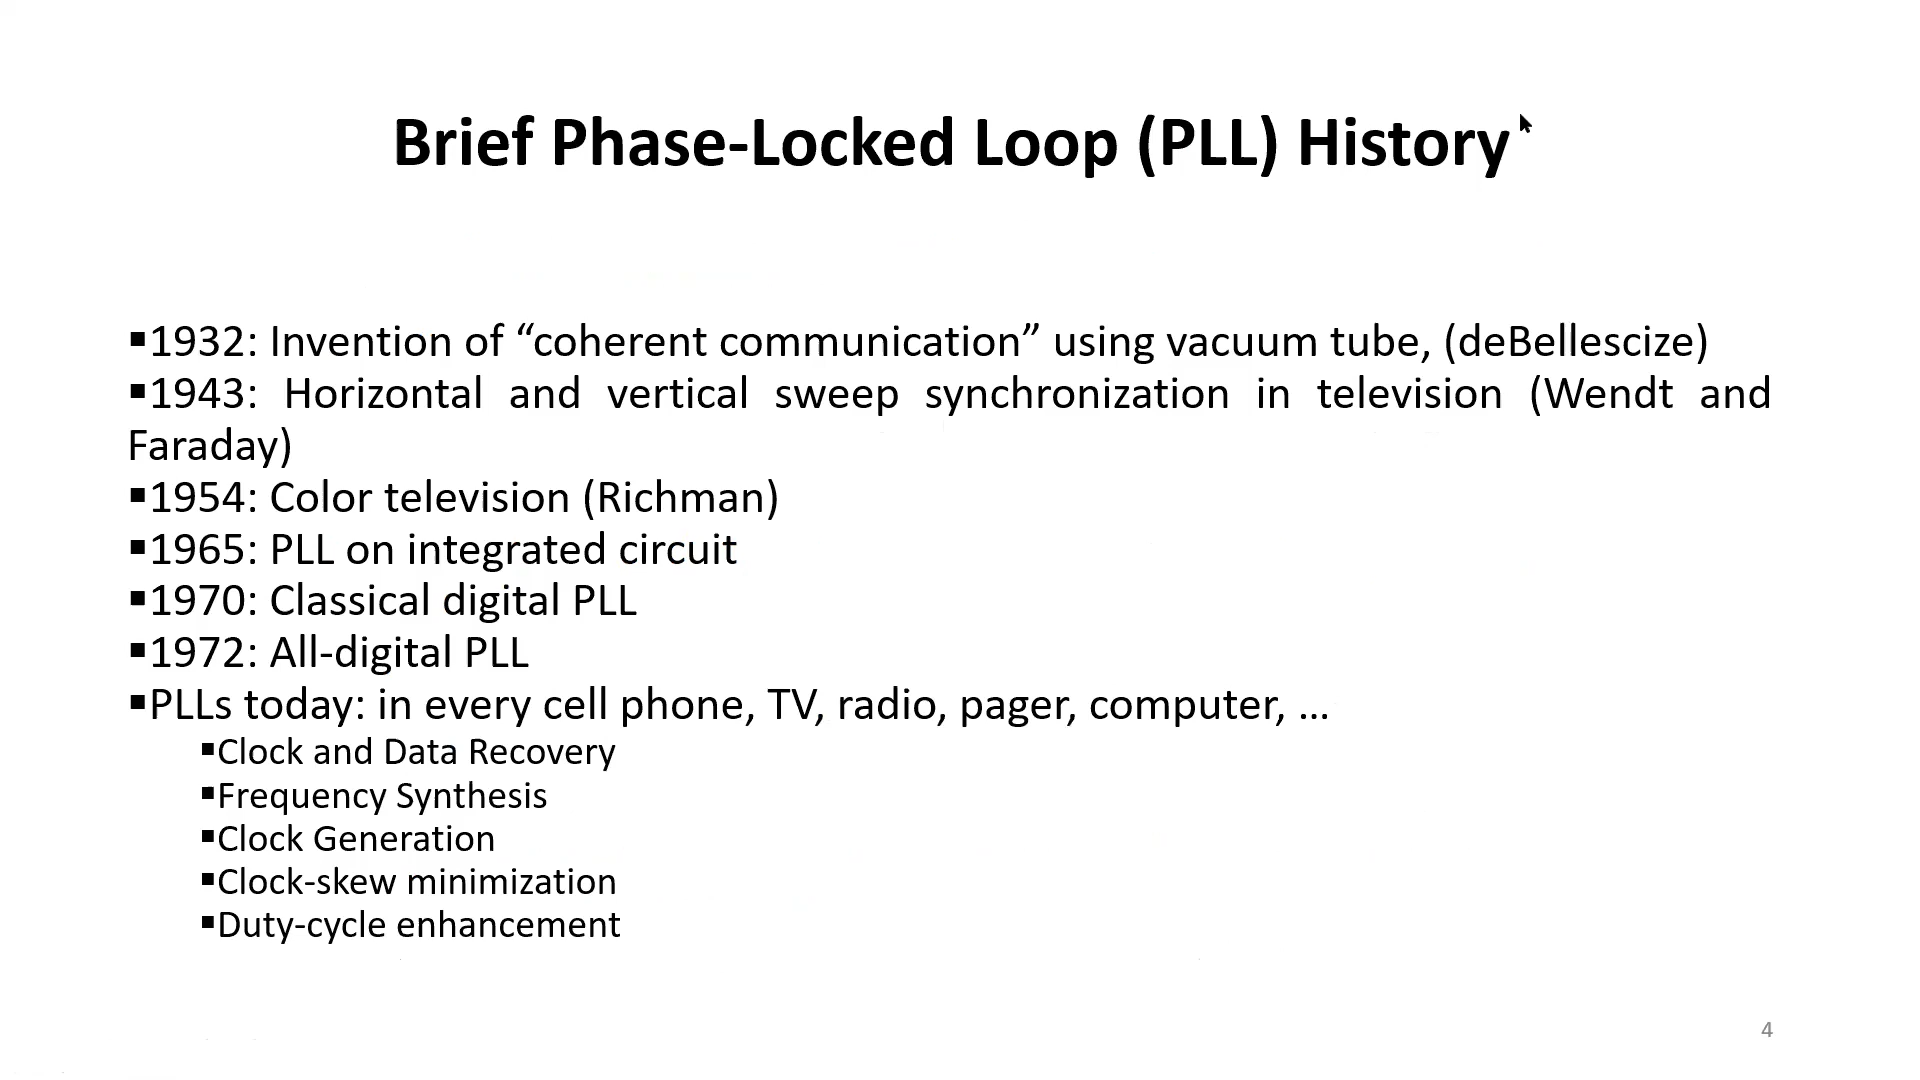 Brief Phase-Locked Loop (PLL) History
▪1932: Invention of “coherent communication” using vacuum tube, (deBellescize)
▪1943: Horizontal and vertical sweep synchronization in television (Wendt and
Faraday)
▪1954: Color television (Richman)
▪1965: PLL on integrated circuit
▪1970: Classical digital PLL
▪1972: All-digital PLL
▪PLLs today: in every cell phone, TV, radio, pager, computer, …
▪Clock and Data Recovery
▪Frequency Synthesis
▪Clock Generation
▪Clock-skew minimization
▪Duty-cycle enhancement
4